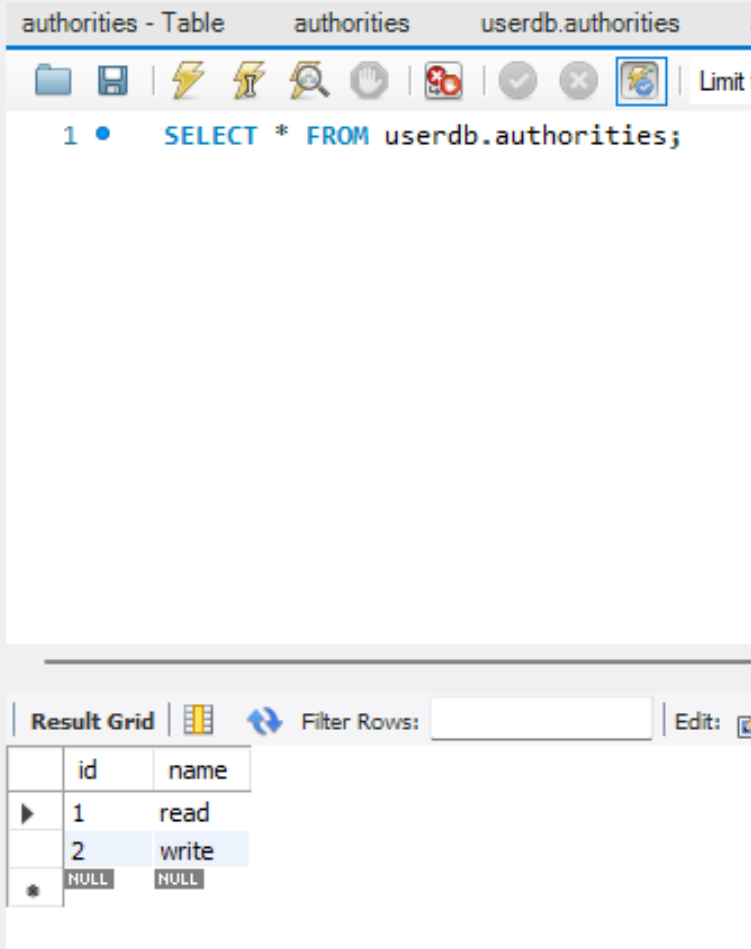 authorities - Table authorities userdb.authorities
Limit
1 SELECT * FROM userdb.authorities;
Result Grid Filter Rows: Edit:
id name
1 read
2 write
NULL NULL